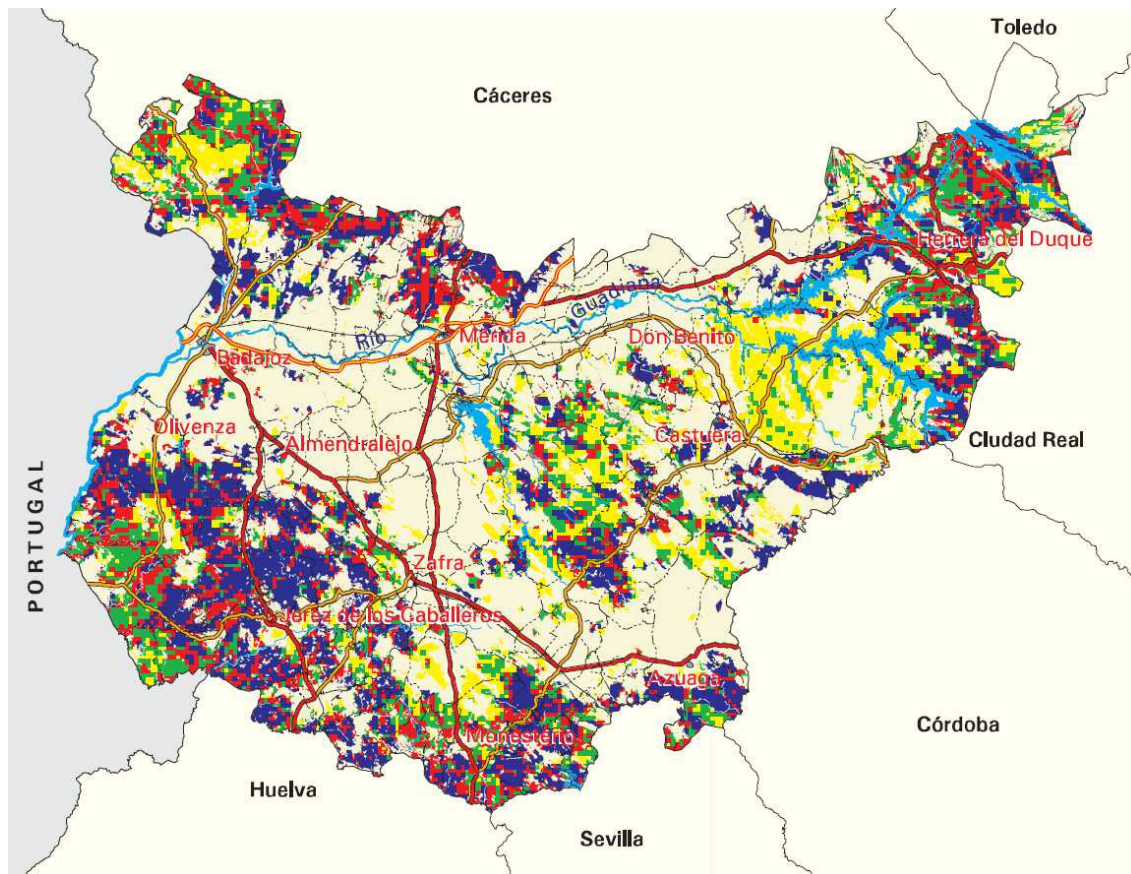 Toledo
Cáceres
Herrera del Duque
Río
Guadiana
Mérida
Don Benito
Badajoz
Olivenza
Almendralejo
Castuera
CIudad Real
PORTUGAL
Zafra
Jerez de los Caballeros
Azuaga
Monesterio
Córdoba
Huelva
Sevilla